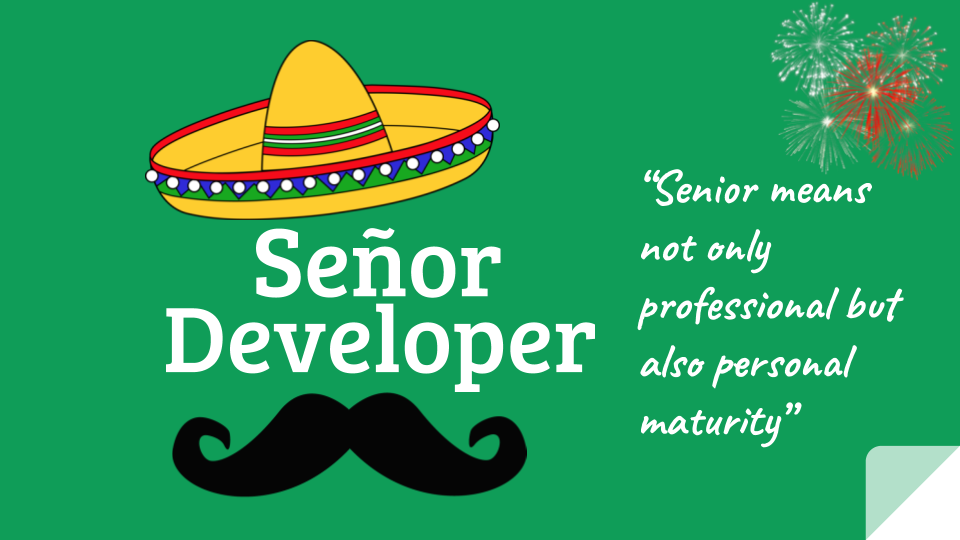 Señor
Developer
“Senior means
not only
professional but
also personal
maturity”